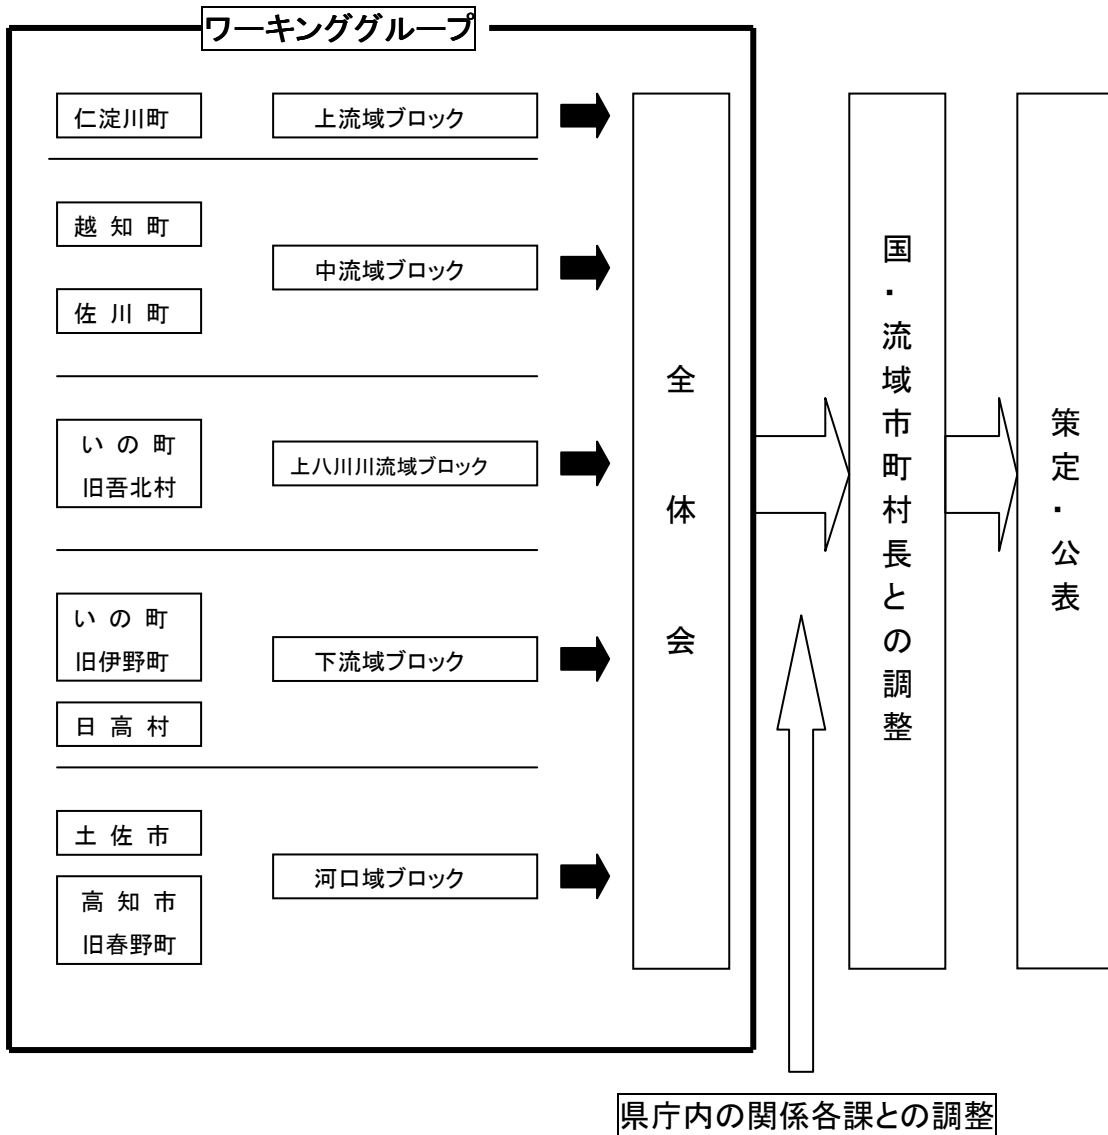 ワーキンググループ
仁淀川町
上流域ブロック
越 知 町
中流域ブロック
佐 川 町
いの町
旧吾北村
上八川川流域ブロック
いの町
旧伊野町
下流域ブロック
日 高 村
土 佐 市
河口域ブロック
高 知 市
旧春野町
全体会
国・流域市町村長との調整
策定・公表
県庁内の関係各課との調整